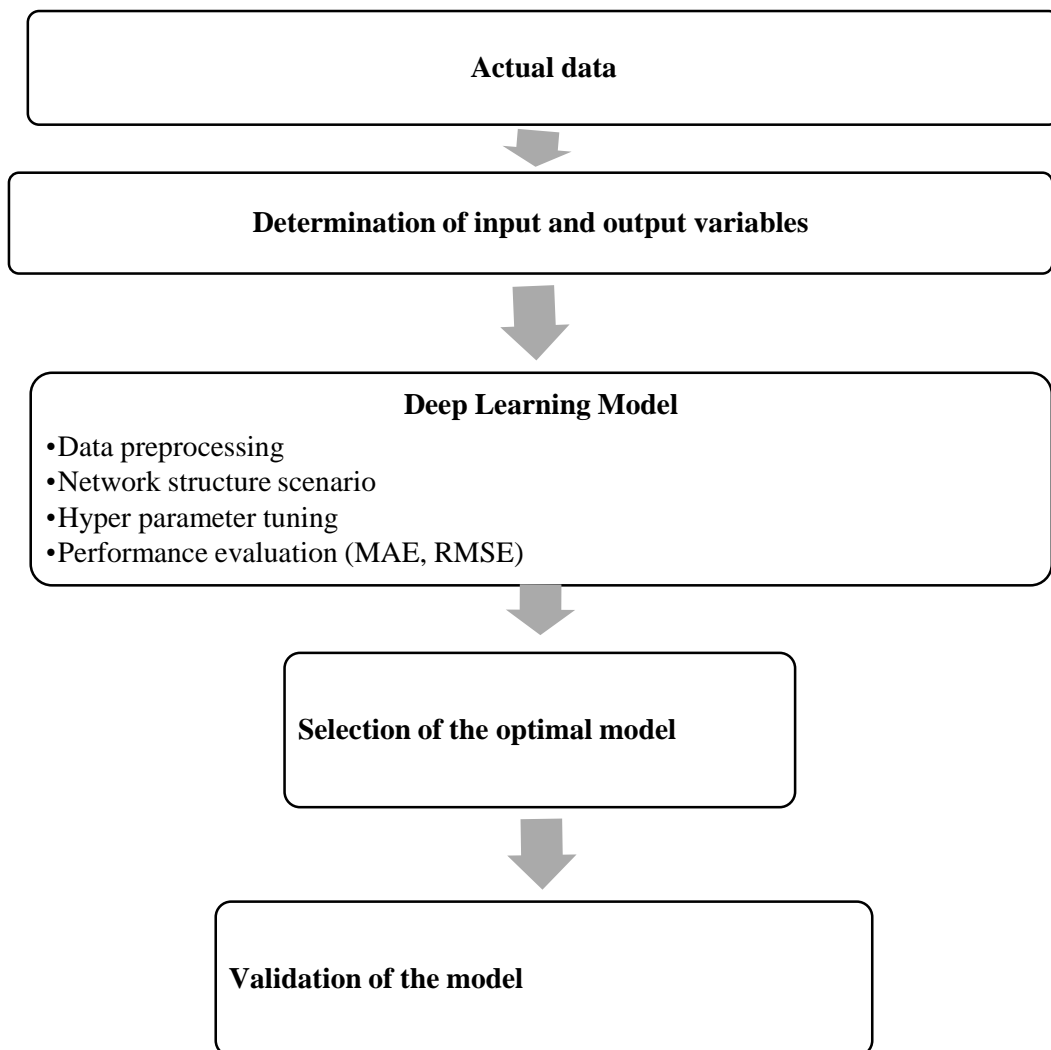 Actual data
Determination of input and output variables
Deep Learning Model
•Data preprocessing
•Network structure scenario
•Hyper parameter tuning
•Performance evaluation (MAE, RMSE)
Selection of the optimal model
Validation of the model